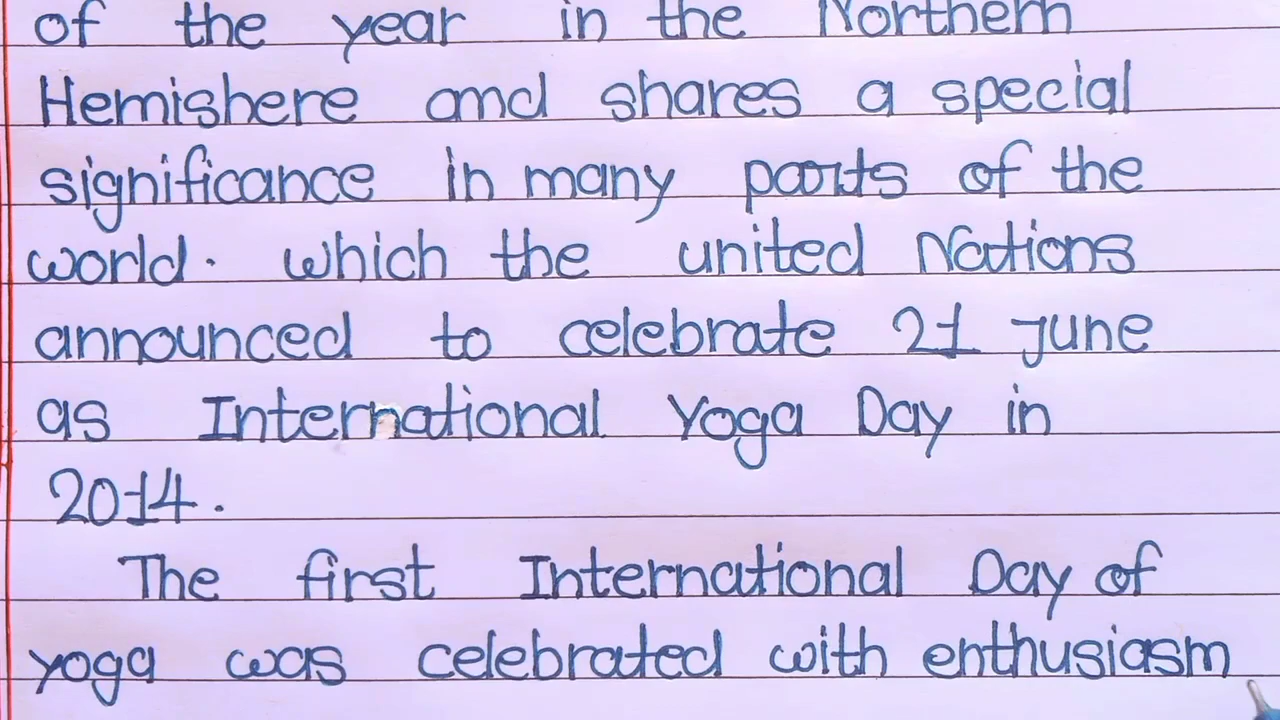 of the year in the Northern
Hemishere and shares a special
significance in many parts of the
world. which the united Nations
announced to celebrate 21 June
as International Yoga Day in
2014.
The first International Day of
yoga was celebrated with enthusiasm